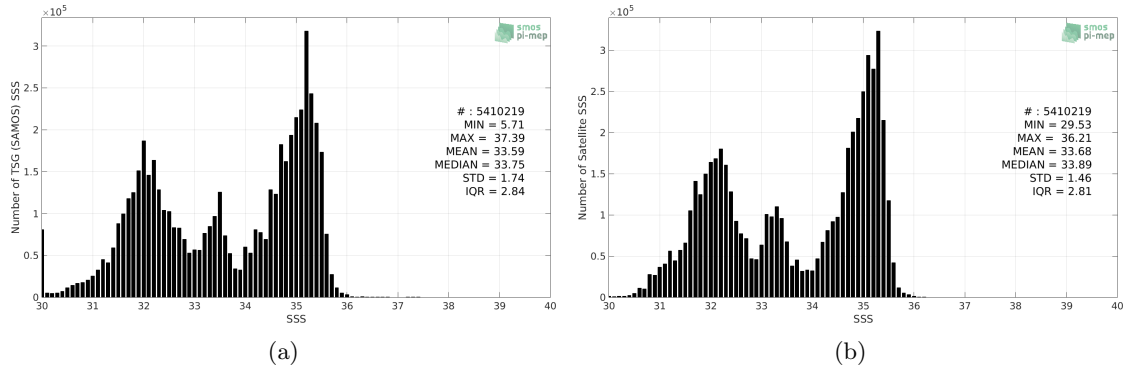 ×10^5
smos
pi-mep
# : 5410219
MIN = 5.71
MAX = 37.39
MEAN = 33.59
MEDIAN = 33.75
STD = 1.74
IQR = 2.84
Number of TSG (SAMOS) SSS
3
2.5
2
1.5
1
0.5
0
30 31 32 33 34 35 36 37 38 39 40
SSS
(a)
×10^5
smos
pi-mep
# : 5410219
MIN = 29.53
MAX = 36.21
MEAN = 33.68
MEDIAN = 33.89
STD = 1.46
IQR = 2.81
Number of Satellite SSS
3
2.5
2
1.5
1
0.5
0
30 31 32 33 34 35 36 37 38 39 40
SSS
(b)